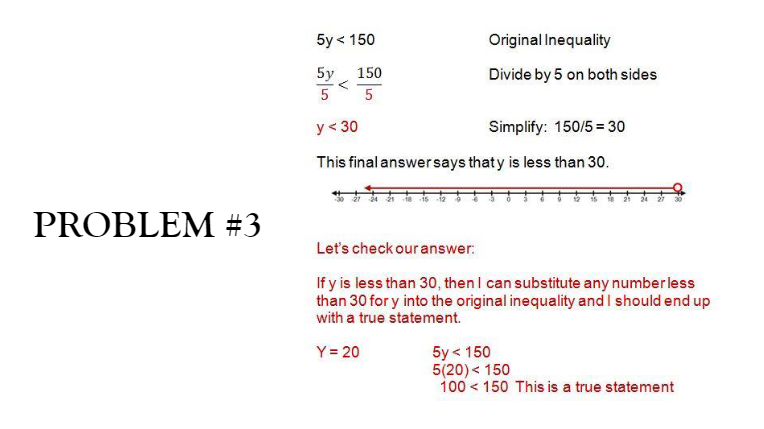 PROBLEM #3
5y < 150 Original Inequality
5y/5 < 150/5 Divide by 5 on both sides
y < 30 Simplify: 150/5 = 30
This final answer says that y is less than 30.
-30 -27 -24 -21 -18 -15 -12 -9 -6 -3 0 3 6 9 12 15 18 21 24 27 30
Let's check our answer:
If y is less than 30, then I can substitute any number less
than 30 for y into the original inequality and I should end up
with a true statement.
Y = 20 5y < 150
5(20) < 150
100 < 150 This is a true statement